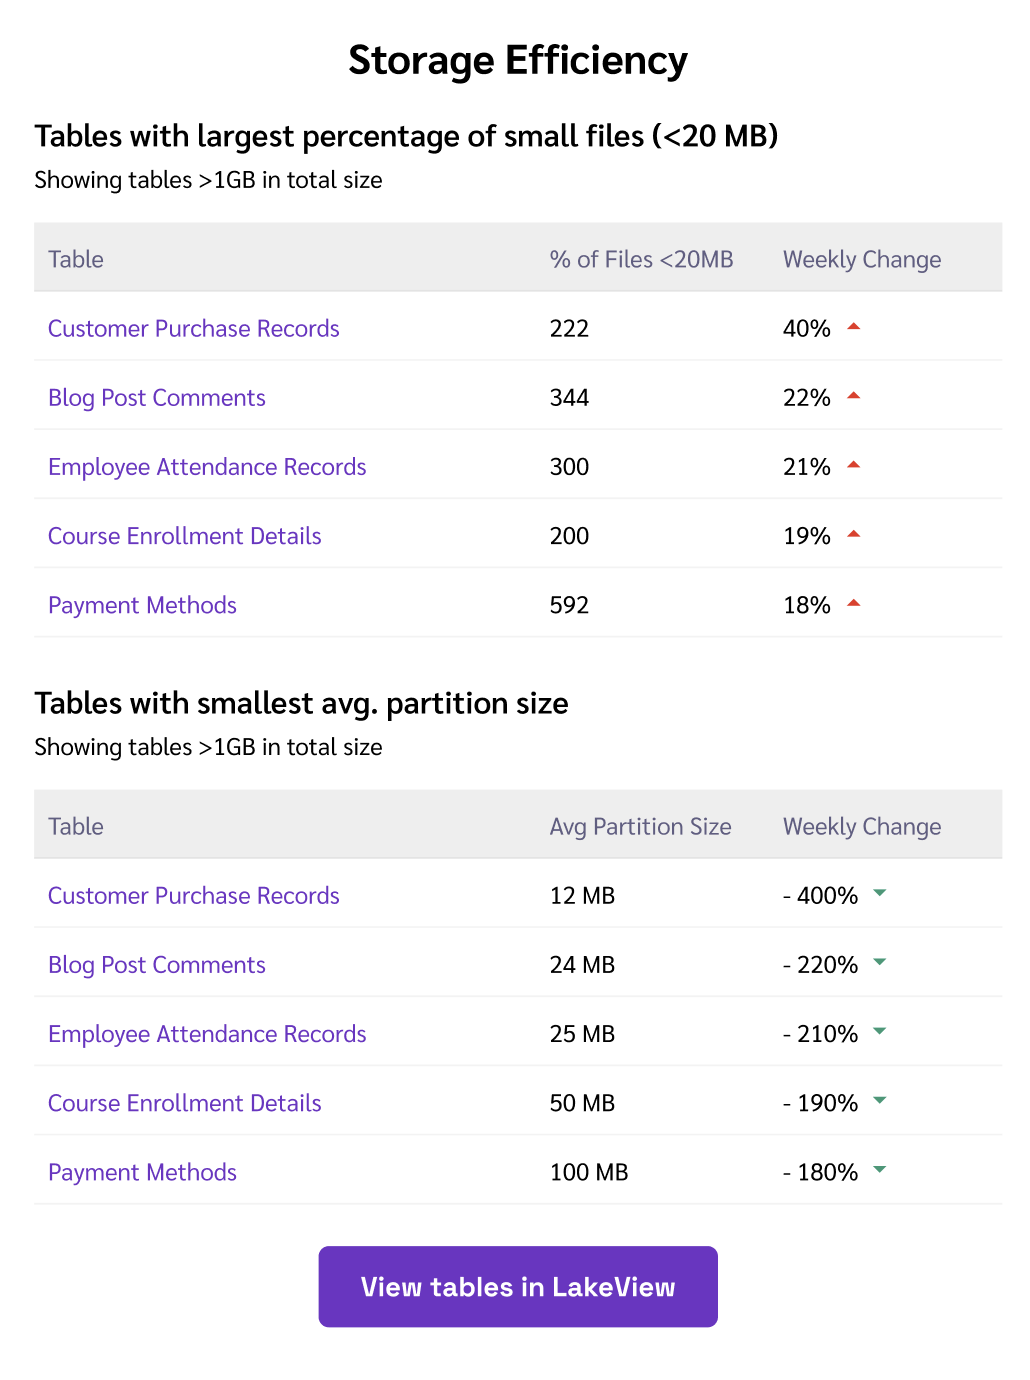 Storage Efficiency
Tables with largest percentage of small files (<20 MB)
Showing tables >1GB in total size
Table % of Files <20MB Weekly Change
Customer Purchase Records 222 40%
Blog Post Comments 344 22%
Employee Attendance Records 300 21%
Course Enrollment Details 200 19%
Payment Methods 592 18%
Tables with smallest avg. partition size
Showing tables >1GB in total size
Table Avg Partition Size Weekly Change
Customer Purchase Records 12 MB - 400%
Blog Post Comments 24 MB - 220%
Employee Attendance Records 25 MB - 210%
Course Enrollment Details 50 MB - 190%
Payment Methods 100 MB - 180%
View tables in LakeView